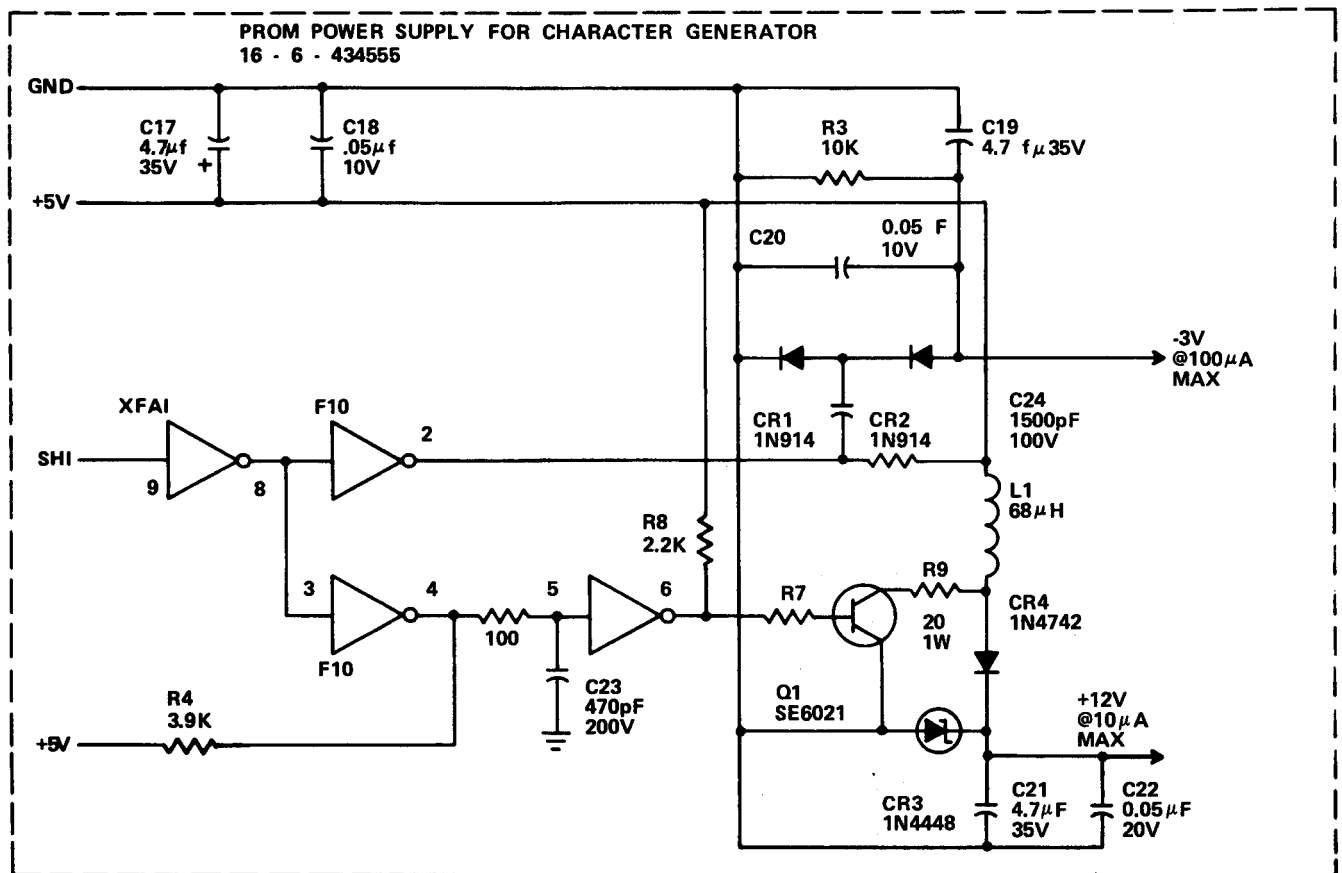 PROM POWER SUPPLY FOR CHARACTER GENERATOR
16 - 6 - 434555
GND
C17
4.7μf
35V
+
C18
.05μf
10V
R3
10K
C19
4.7 fμ35V
+5V
C20
0.05 F
10V
-3V
@100μA
MAX
XFAI
F10
2
CR1
1N914
CR2
1N914
C24
1500pF
100V
SHI
9
8
L1
68μH
R8
2.2K
3
4
5
6
R7
R9
20
1W
CR4
1N4742
100
F10
C23
470pF
200V
R4
3.9K
+5V
Q1
SE6021
+12V
@10μA
MAX
CR3
1N4448
C21
4.7μF
35V
C22
0.05μF
20V